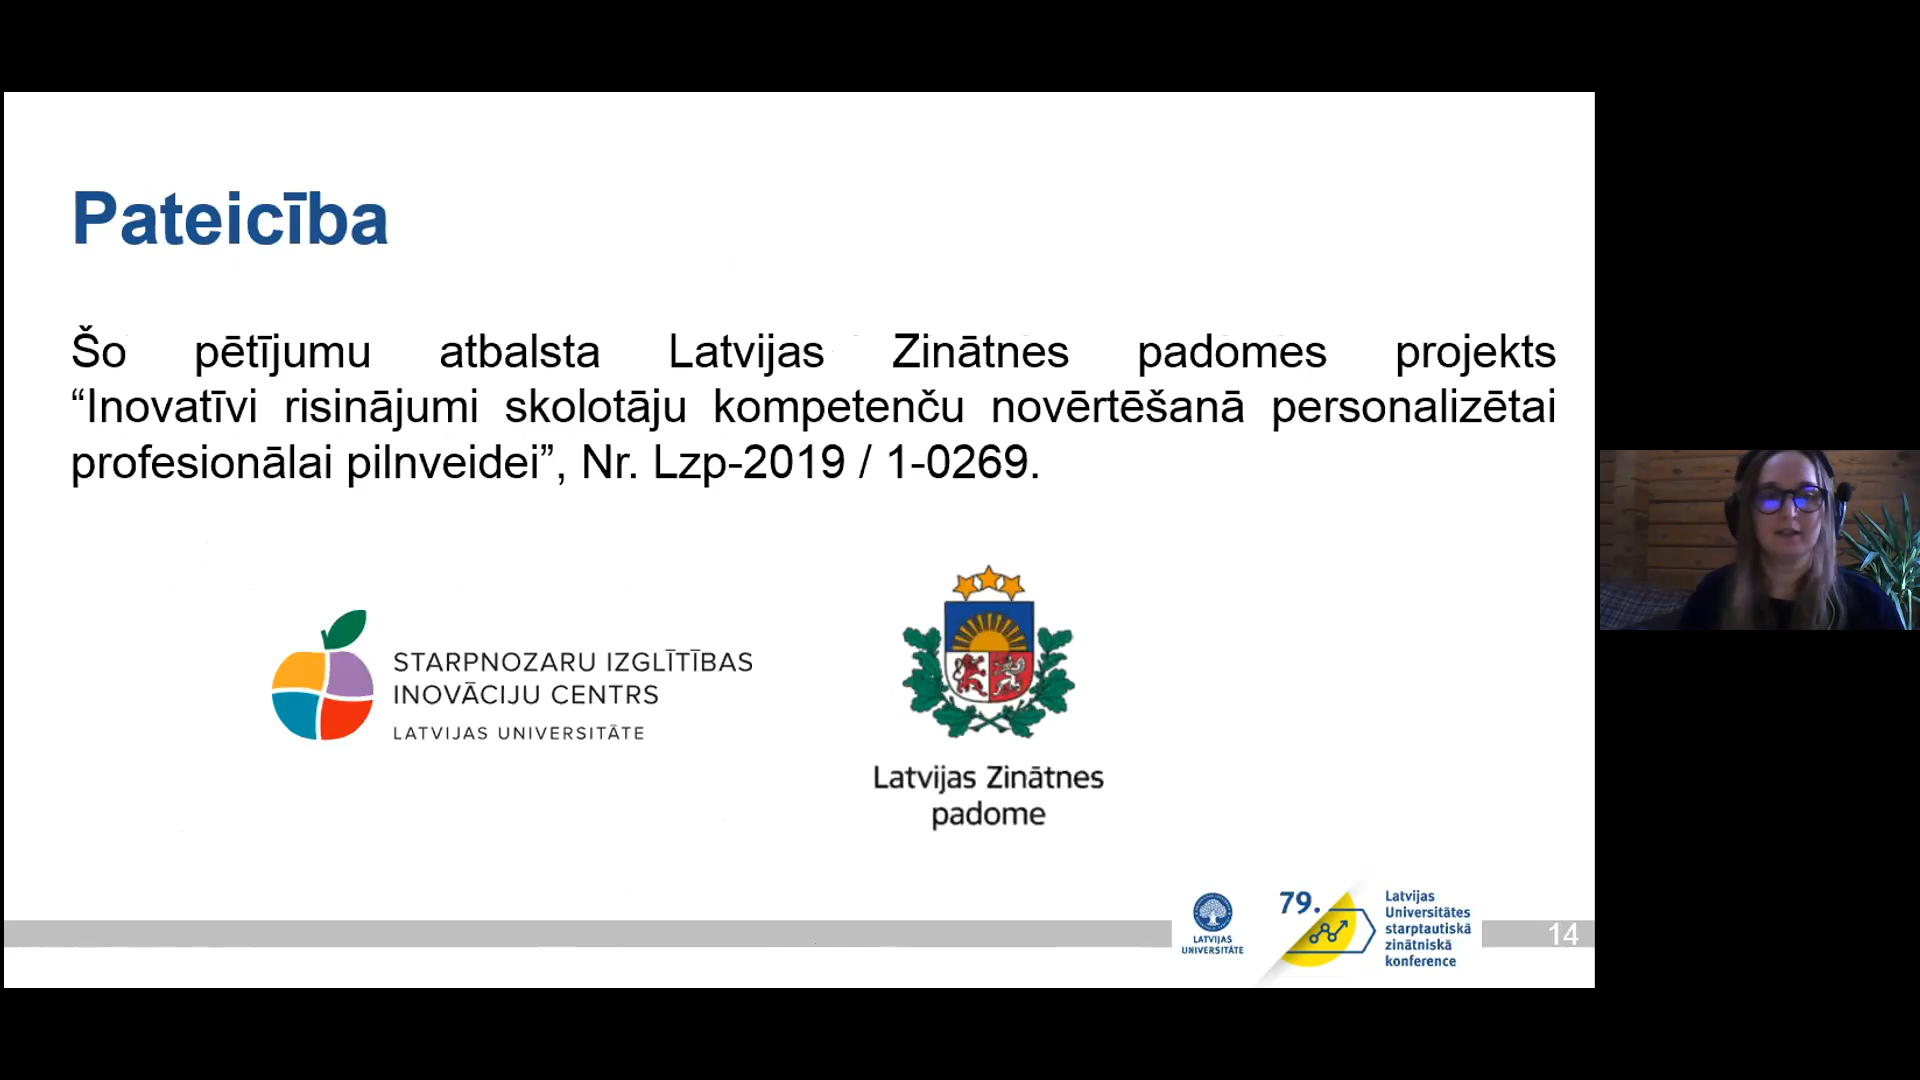 Pateicība
Šo pētījumu atbalsta Latvijas Zinātnes padomes projekts
“Inovatīvi risinājumi skolotāju kompetenču novērtēšanā personalizētai
profesionālai pilnveidei”, Nr. Lzp-2019 / 1-0269.
STARPNOZARU IZGLĪTĪBAS
INOVĀCIJU CENTRS
LATVIJAS UNIVERSITĀTE
Latvijas Zinātnes
padome
LATVIJAS
UNIVERSITĀTE
79.
Latvijas
Universitātes
starptautiskā
zinātniskā
konference
14